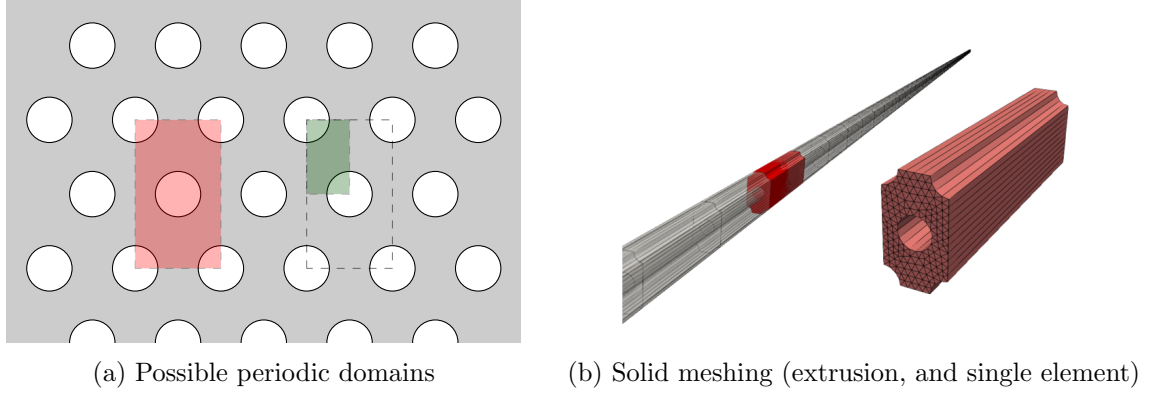 (a) Possible periodic domains
(b) Solid meshing (extrusion, and single element)